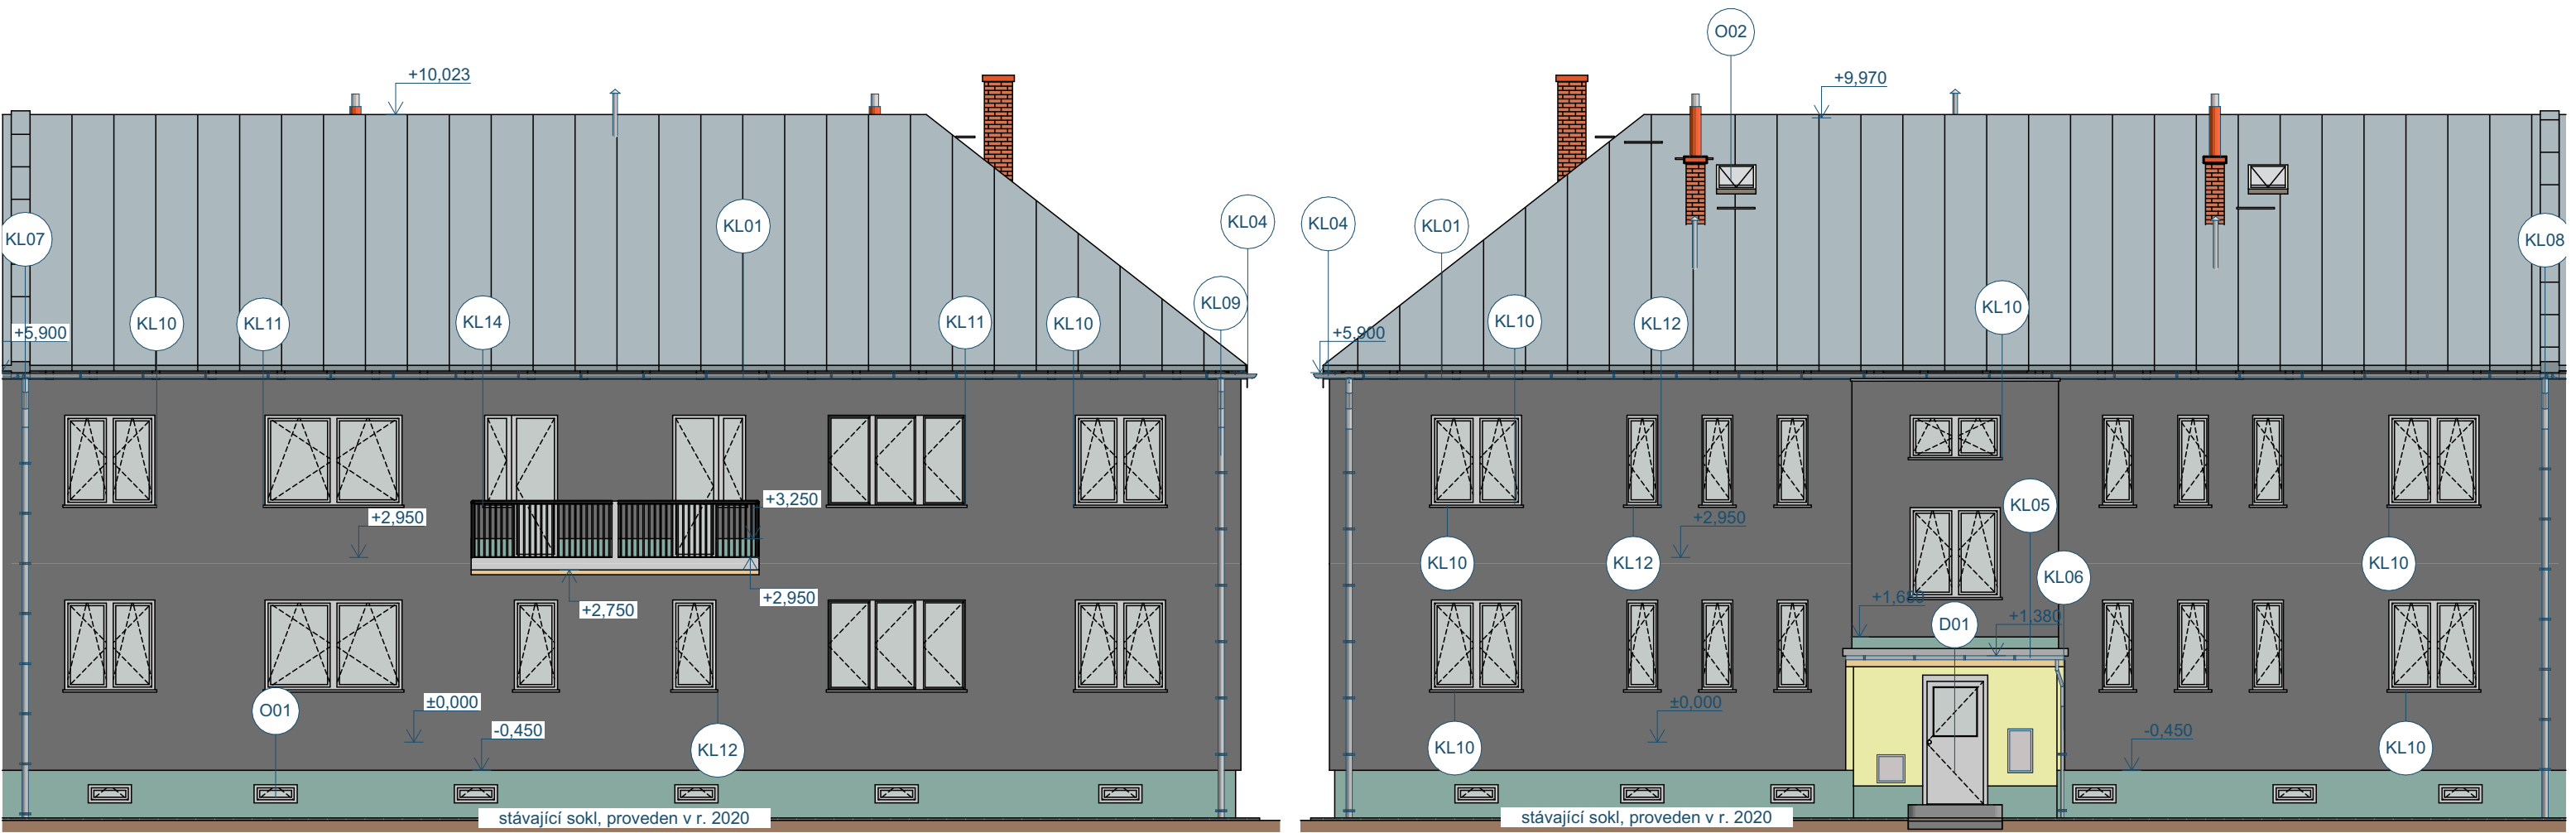 O02
+10,023
+9,970
KL04
KL04
KL01
KL01
KL07
KL08
KL09
KL10
KL11
KL14
KL11
KL10
KL10
KL12
KL10
+5,900
+5,900
+3,250
KL05
+2,950
+2,950
KL10
KL12
KL10
KL06
+2,950
+2,750
+1,680
+1,380
D01
±0,000
±0,000
O01
-0,450
-0,450
KL12
KL10
KL10
stávající sokl, proveden v r. 2020
stávající sokl, proveden v r. 2020